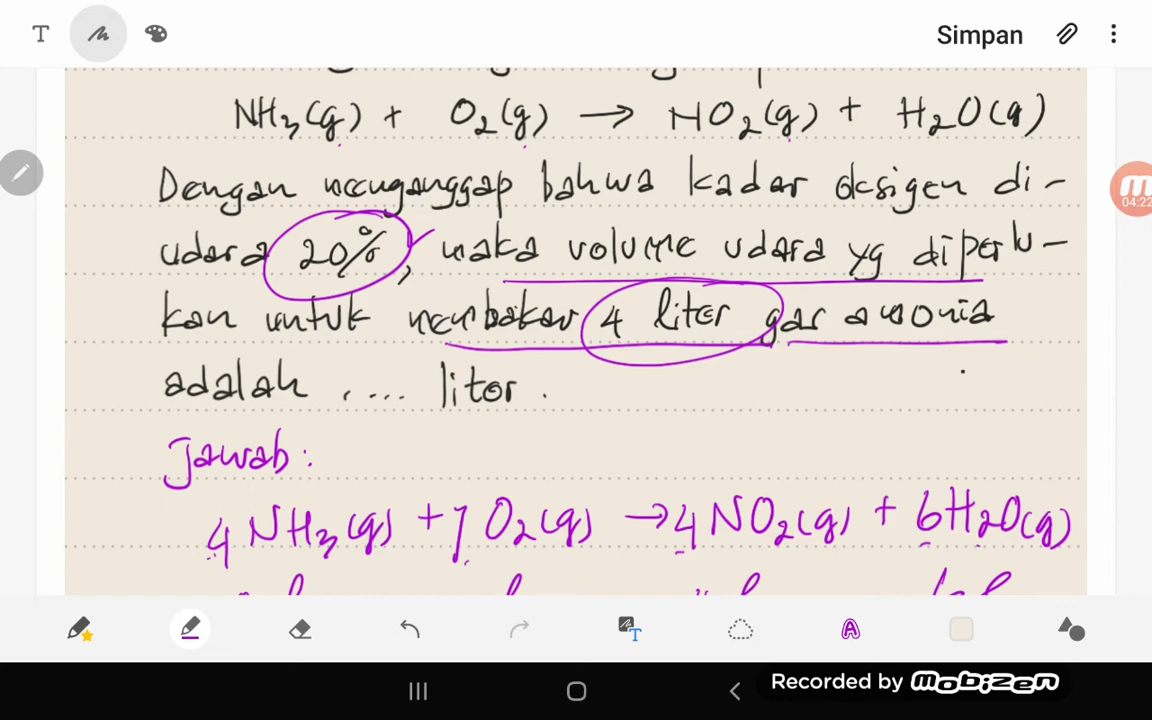 Simpan
NH3(g) + O2(g) → NO2(g) + H2O(g)
Dengan menganggap bahwa kadar oksigen di-
udara 20%, maka volume udara yg diperlu-
kan untuk membakar 4 liter gas amonia
adalah ..... liter.
Jawab:
4 NH3(g) + 7 O2(g) → 4 NO2(g) + 6 H2O(g)
04:22
Recorded by mobizen